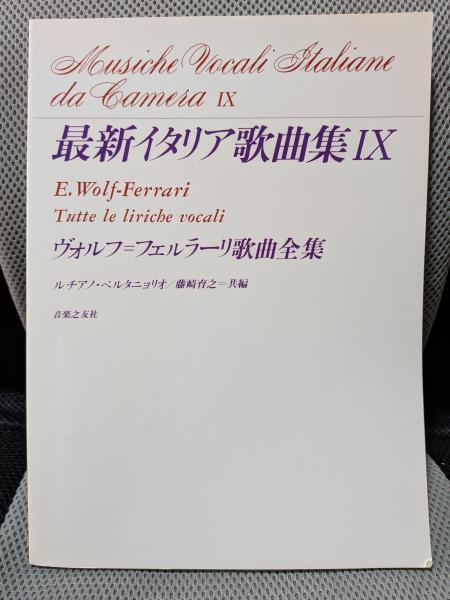 Musiche Vocali Italiane
da Camera IX
最新イタリア歌曲集IX
E. Wolf-Ferrari
Tutte le liriche vocali
ヴォルフ=フェルラーリ歌曲全集
ルチアノ・ベルタニョリオ/藤崎育之=共編
音楽之友社